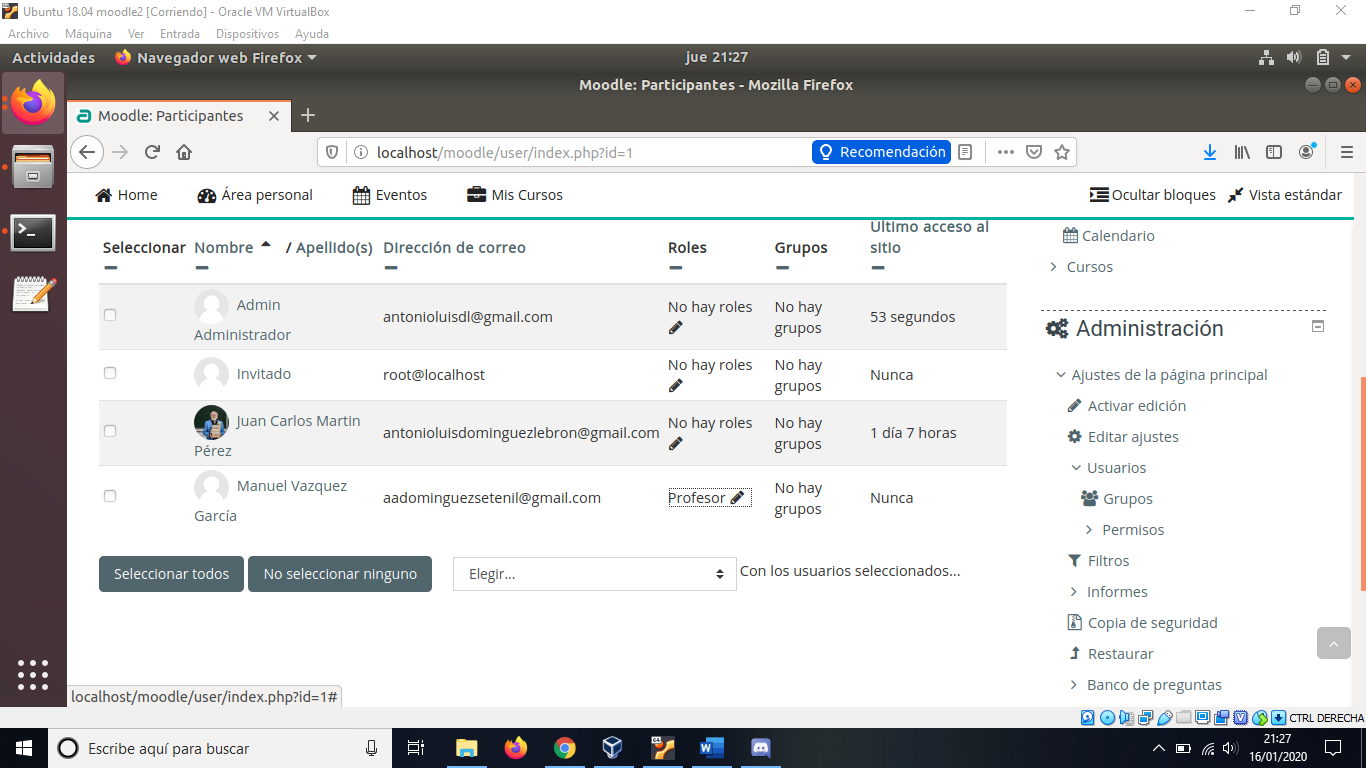 Ubuntu 18.04 moodle2 [Corriendo] - Oracle VM VirtualBox
Archivo Máquina Ver Entrada Dispositivos Ayuda
Actividades Navegador web Firefox jue 21:27
Moodle: Participantes - Mozilla Firefox
Moodle: Participantes
localhost/moodle/user/index.php?id=1 Recomendación
Home Área personal Eventos Mis Cursos Ocultar bloques Vista estándar
Seleccionar Nombre / Apellido(s) Dirección de correo Roles Grupos Último acceso al
sitio
Admin
Administrador antonioluisdl@gmail.com No hay roles No hay
grupos 53 segundos
Invitado root@localhost No hay roles No hay
grupos Nunca
Juan Carlos Martin
Pérez antonioluisdominguezlebron@gmail.com No hay roles No hay
grupos 1 día 7 horas
Manuel Vazquez
García aadominguezsetenil@gmail.com Profesor No hay
grupos Nunca
Seleccionar todos No seleccionar ninguno Elegir... Con los usuarios seleccionados...
Calendario
Cursos
Administración
Ajustes de la página principal
Activar edición
Editar ajustes
Usuarios
Grupos
Permisos
Filtros
Informes
Copia de seguridad
Restaurar
Banco de preguntas
localhost/moodle/user/index.php?id=1#
CTRL DERECHA
Escribe aquí para buscar
21:27
16/01/2020